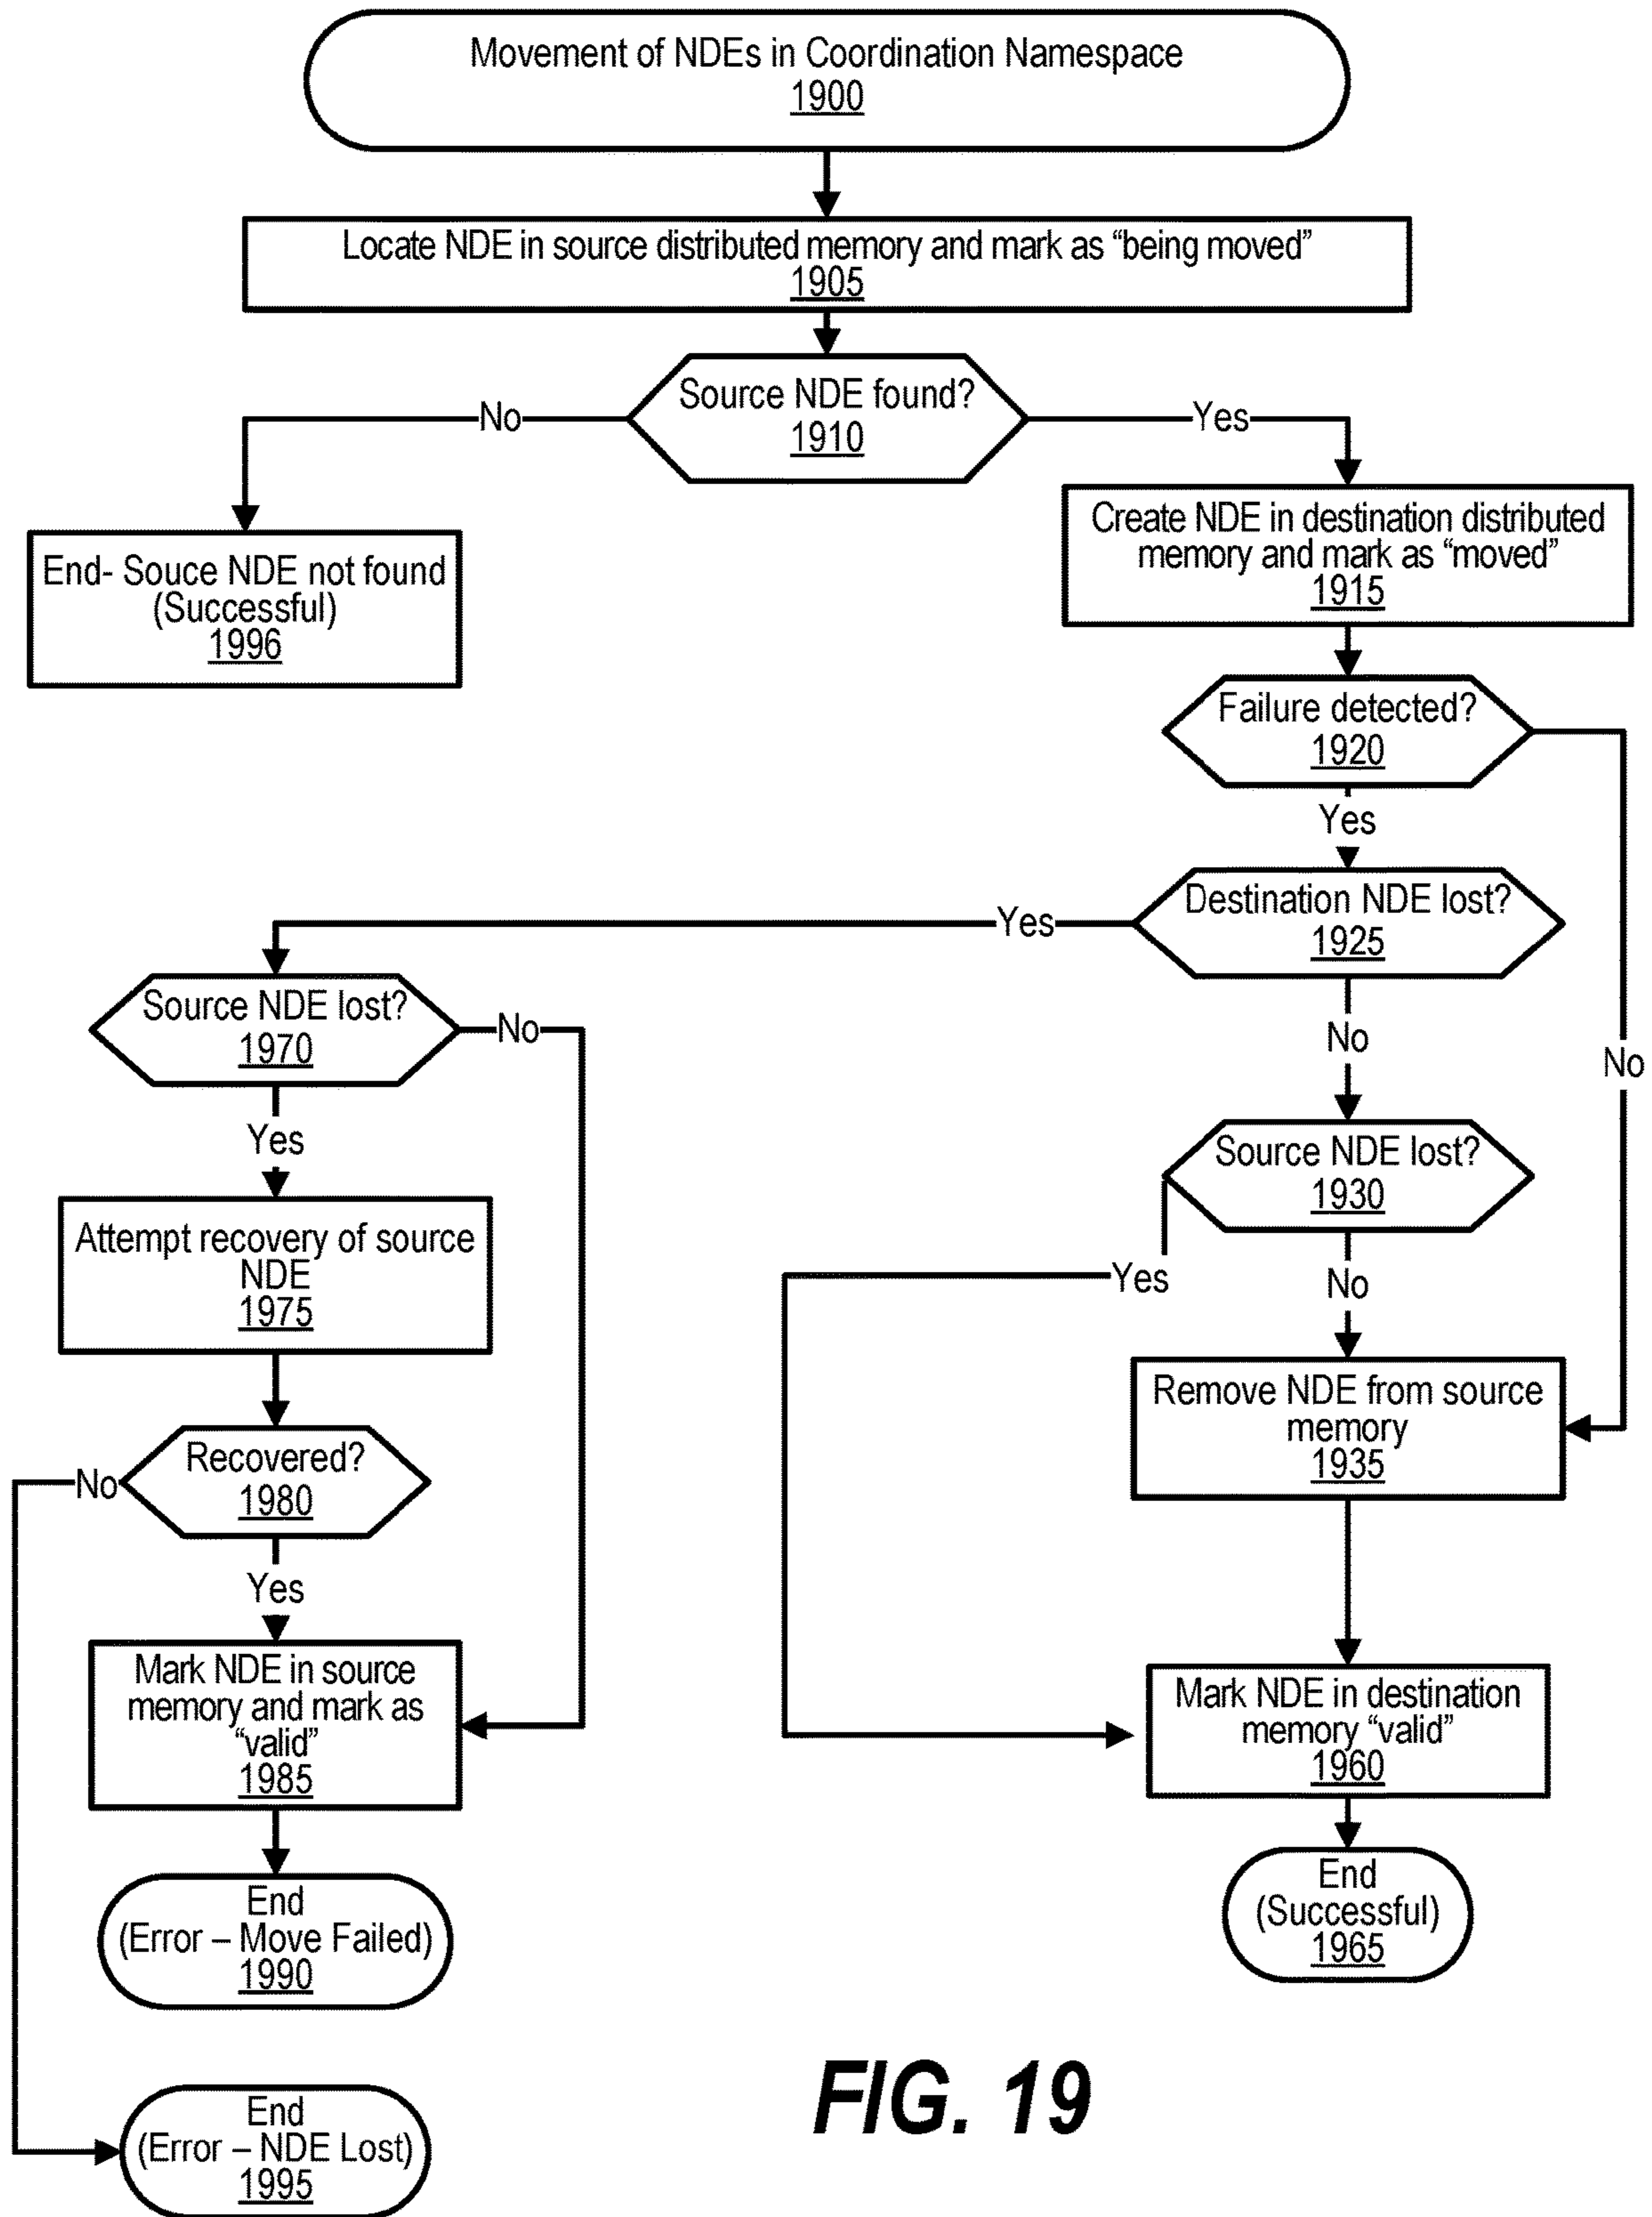 Movement of NDEs in Coordination Namespace
1900
Locate NDE in source distributed memory and mark as “being moved”
1905
Source NDE found?
1910
No
Yes
End- Souce NDE not found
(Successful)
1996
Create NDE in destination distributed
memory and mark as “moved”
1915
Failure detected?
1920
Yes
No
Destination NDE lost?
1925
Yes
No
Source NDE lost?
1970
No
Yes
Source NDE lost?
1930
Yes
No
Attempt recovery of source
NDE
1975
Remove NDE from source
memory
1935
Recovered?
1980
No
Yes
Mark NDE in source
memory and mark as
“valid”
1985
Mark NDE in destination
memory “valid”
1960
End
(Error – Move Failed)
1990
End
(Successful)
1965
End
(Error – NDE Lost)
1995
FIG. 19